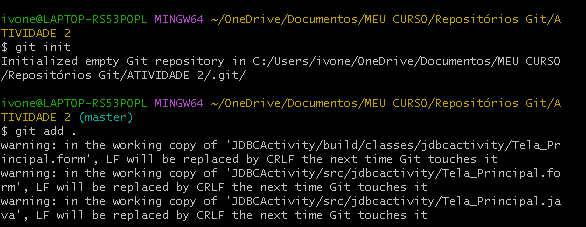 ivone@LAPTOP-RS53POPL MINGW64 ~/OneDrive/Documentos/MEU CURSO/Repositórios Git/A
TIVIDADE 2
$ git init
Initialized empty Git repository in C:/Users/ivone/OneDrive/Documentos/MEU CURSO
/Repositórios Git/ATIVIDADE 2/.git/
ivone@LAPTOP-RS53POPL MINGW64 ~/OneDrive/Documentos/MEU CURSO/Repositórios Git/A
TIVIDADE 2 (master)
$ git add .
warning: in the working copy of 'JDBCActivity/build/classes/jdbcactivity/Tela_Pr
incipal.form', LF will be replaced by CRLF the next time Git touches it
warning: in the working copy of 'JDBCActivity/src/jdbcactivity/Tela_Principal.fo
rm', LF will be replaced by CRLF the next time Git touches it
warning: in the working copy of 'JDBCActivity/src/jdbcactivity/Tela_Principal.ja
va', LF will be replaced by CRLF the next time Git touches it